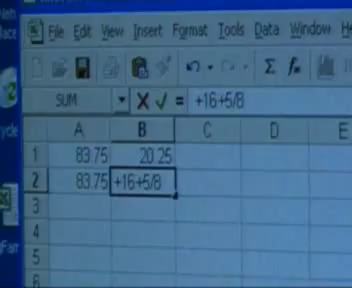 File Edit View Insert Format Tools Data Window
Σ fx
SUM = +16+5/8
A B C D E
1 83.75 20.25
2 83.75 +16+5/8
3
4
5
6